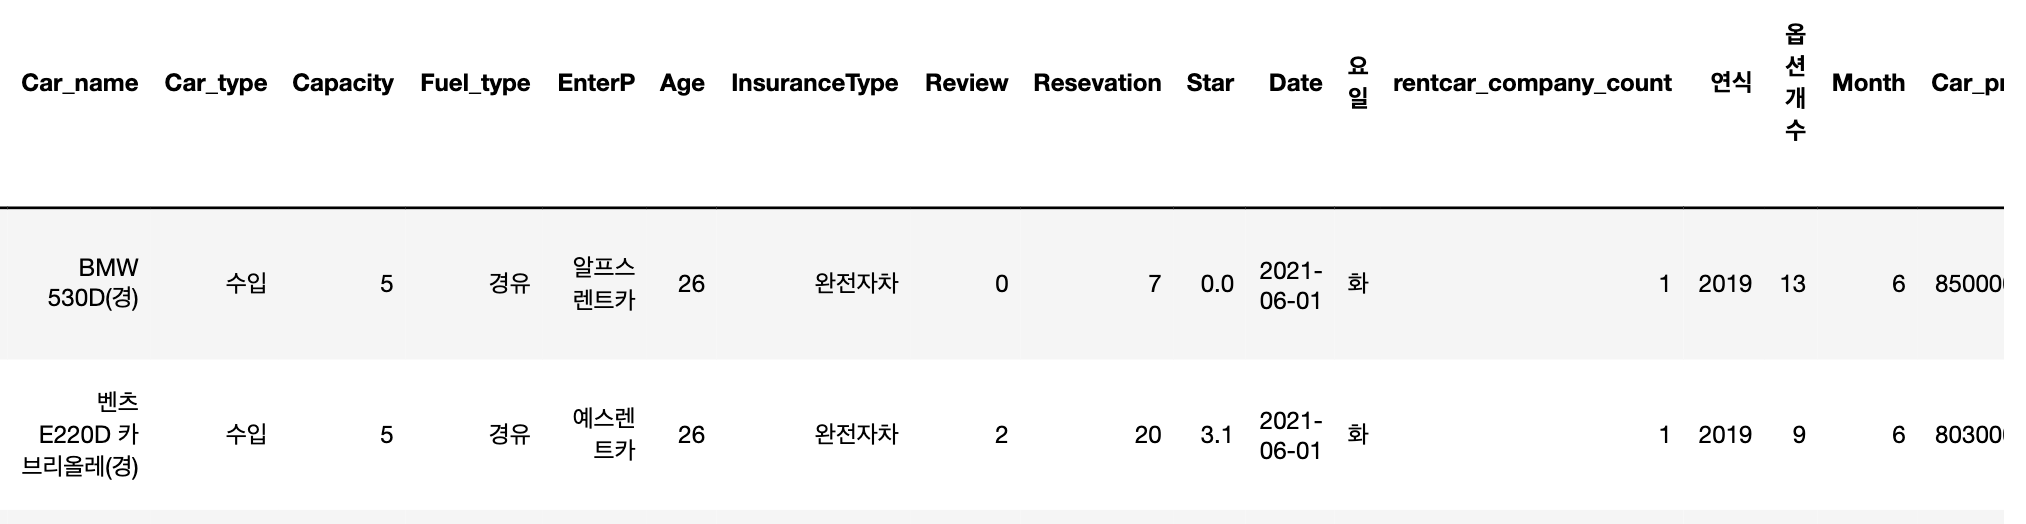 Car_name Car_type Capacity Fuel_type EnterP Age InsuranceType Review Resevation Star Date 요일 rentcar_company_count 연식 옵션개수 Month Car_pr
BMW 530D(경) 수입 5 경유 알프스렌트카 26 완전자차 0 7 0.0 2021-06-01 화 1 2019 13 6 85000
벤츠 E220D 카브리올레(경) 수입 5 경유 예스렌트카 26 완전자차 2 20 3.1 2021-06-01 화 1 2019 9 6 80300